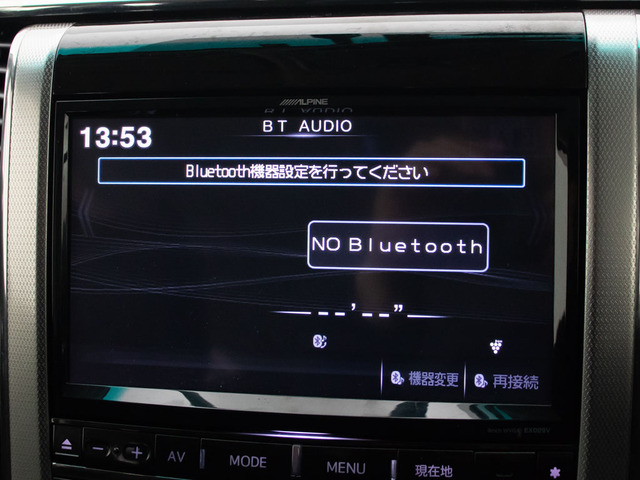 ALPINE
BT AUDIO
13:53
Bluetooth機器設定を行ってください
NO Bluetooth
--'--"
機器変更 再接続
− + AV MODE MENU 現在地